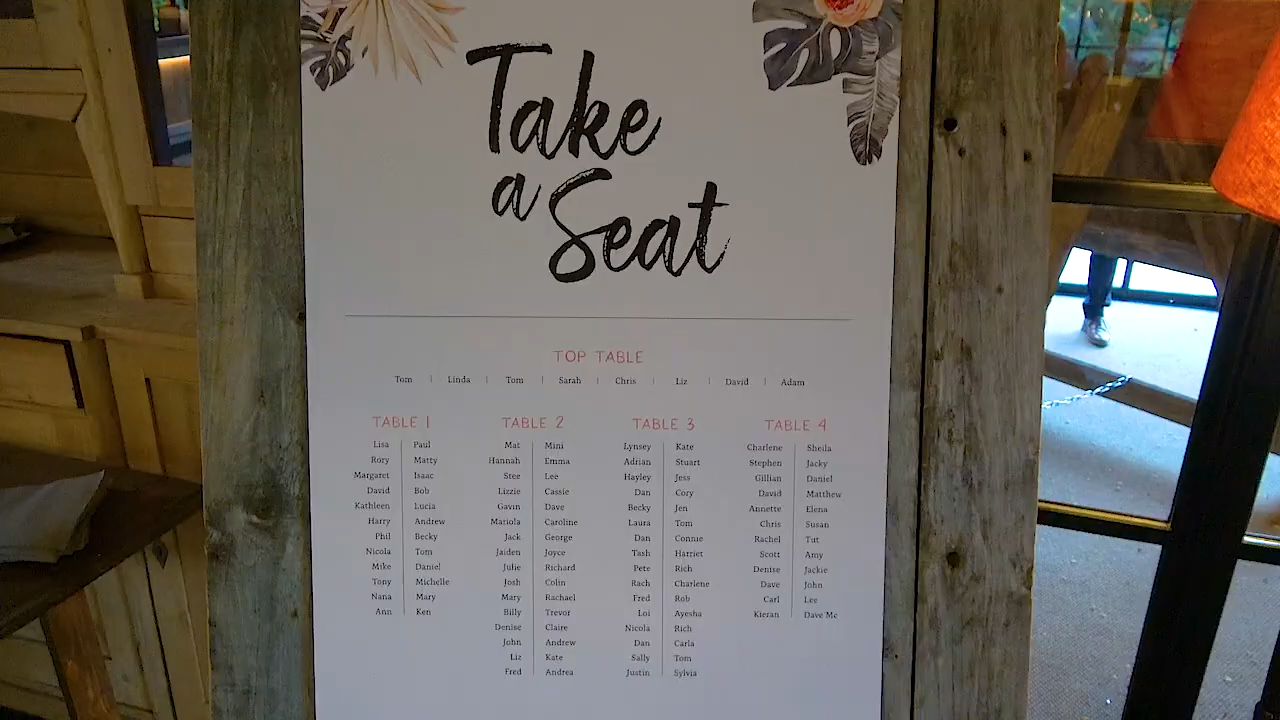 Take
a Seat
TOP TABLE
Tom | Linda | Tom | Sarah | Chris | Liz | David | Adam
TABLE 1
Lisa | Paul
Rory | Matty
Margaret | Isaac
David | Bob
Kathleen | Lucia
Harry | Andrew
Phil | Becky
Nicola | Tom
Mike | Daniel
Tony | Michelle
Nana | Mary
Ann | Ken
TABLE 2
Mat | Mini
Hannah | Emma
Stee | Lee
Lizzie | Cassie
Gavin | Dave
Mariola | Caroline
Jack | George
Jaiden | Joyce
Julie | Richard
Josh | Colin
Mary | Rachael
Billy | Trevor
Denise | Claire
John | Andrew
Liz | Kate
Fred | Andrea
TABLE 3
Lynsey | Kate
Adrian | Stuart
Hayley | Jess
Dan | Cory
Becky | Jen
Laura | Tom
Dan | Connie
Tash | Harriet
Pete | Rich
Rach | Charlene
Fred | Rob
Loi | Ayesha
Nicola | Rich
Dan | Carla
Sally | Tom
Justin | Sylvia
TABLE 4
Charlene | Sheila
Stephen | Jacky
Gillian | Daniel
David | Matthew
Annette | Elena
Chris | Susan
Rachel | Tut
Scott | Amy
Denise | Jackie
Dave | John
Carl | Lee
Kieran | Dave Mc